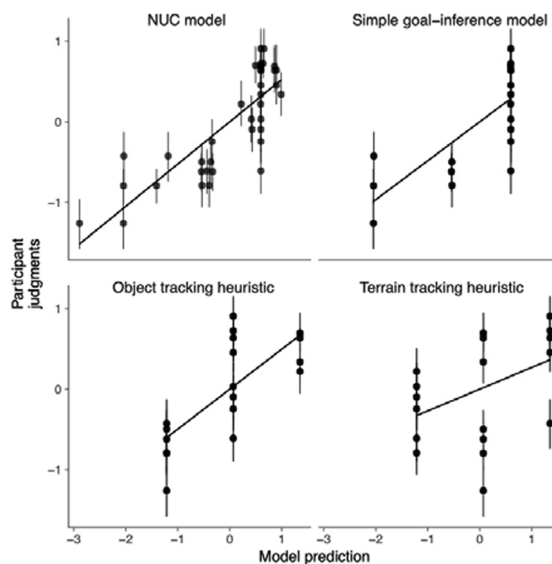 NUC model
Simple goal-inference model
1
0
-1
Participant
judgments
Object tracking heuristic
Terrain tracking heuristic
1
0
-1
-3
-2
-1
0
1
-3
-2
-1
0
1
Model prediction